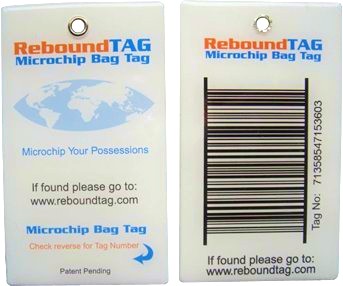 ReboundTAG
Microchip Bag Tag
Microchip Your Possessions
If found please go to:
www.reboundtag.com
Microchip Bag Tag
Check reverse for Tag Number
Patent Pending
ReboundTAG
Microchip Bag Tag
Tag No: 71358547153603
If found please go to:
www.reboundtag.com